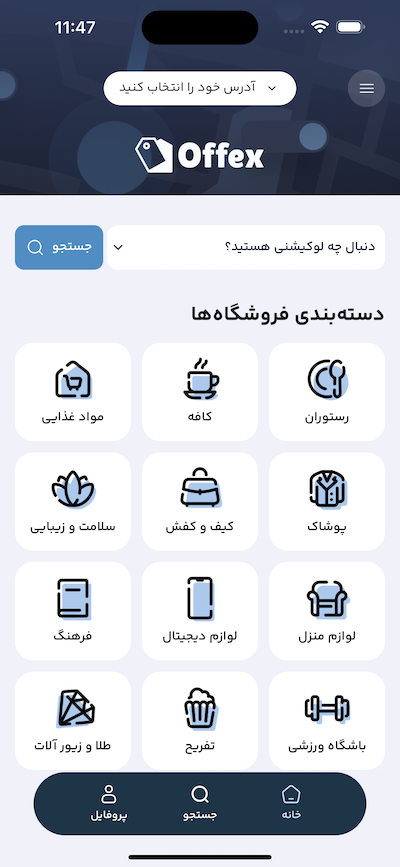 11:47
آدرس خود را انتخاب کنید
Offex
دنبال چه لوکیشنی هستید؟
جستجو
دسته‌بندی فروشگاه‌ها
رستوران
کافه
مواد غذایی
پوشاک
کیف و کفش
سلامت و زیبایی
لوازم منزل
لوازم دیجیتال
فرهنگ
باشگاه ورزشی
تفریح
طلا و زیور آلات
خانه
جستجو
پروفایل